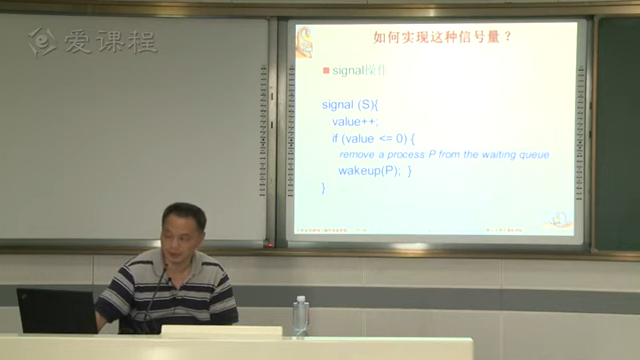 爱课程
如何实现这种信号量？
signal操作
signal (S){
value++;
if (value <= 0) {
remove a process P from the waiting queue
wakeup(P); }
}